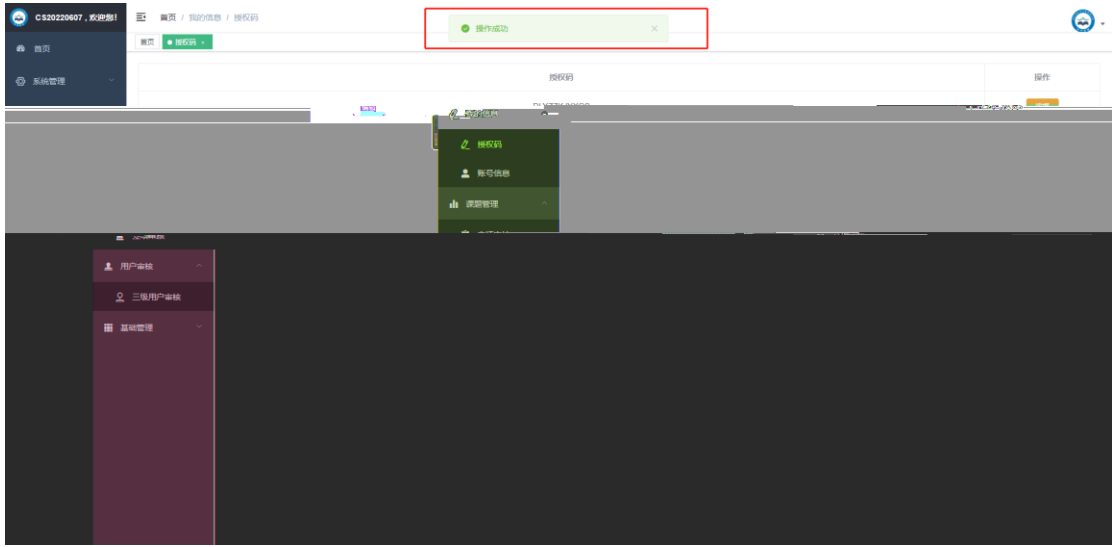 CS20220607 , 欢迎您!
首页 / 我的信息 / 授权码
操作成功
首页
首页
授权码
系统管理
授权码
操作
授权码
账号信息
课题管理
用户审核
三级用户审核
基础管理